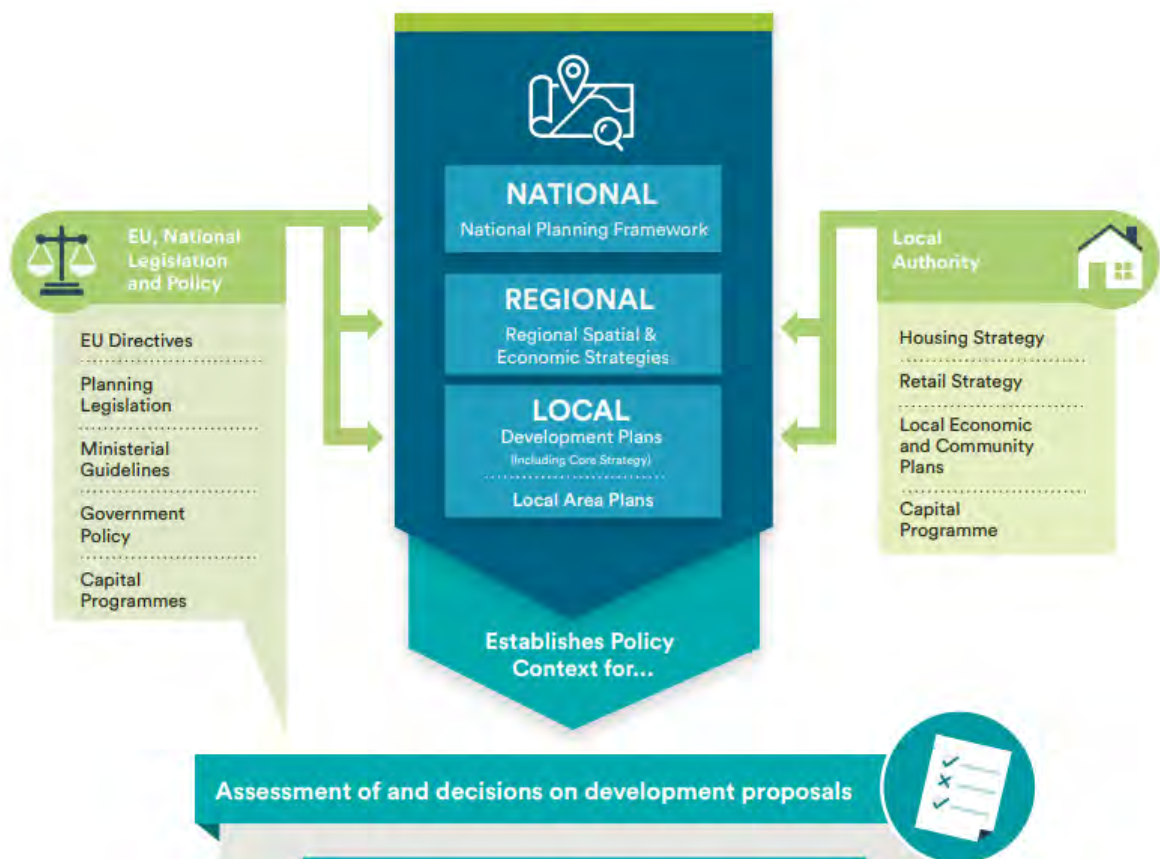 NATIONAL
National Planning Framework
REGIONAL
Regional Spatial &
Economic Strategies
LOCAL
Development Plans
(Including Core Strategy)
Local Area Plans
EU, National
Legislation
and Policy
EU Directives
Planning
Legislation
Ministerial
Guidelines
Government
Policy
Capital
Programmes
Local
Authority
Housing Strategy
Retail Strategy
Local Economic
and Community
Plans
Capital
Programme
Establishes Policy
Context for...
Assessment of and decisions on development proposals